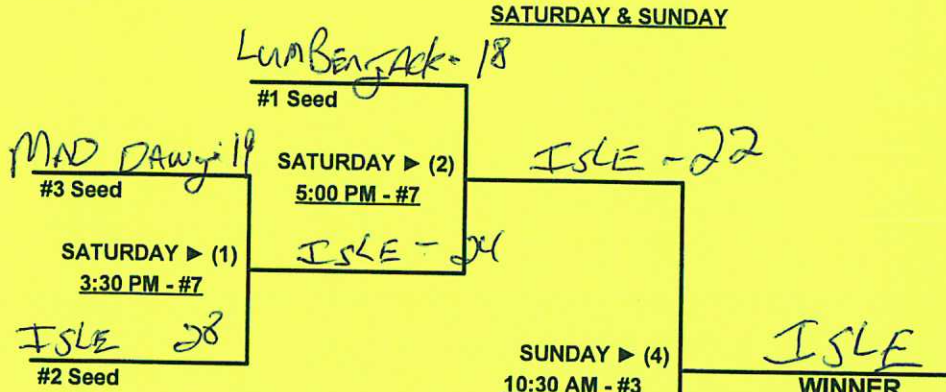 SATURDAY & SUNDAY
LumBerjAck - 18
#1 Seed
MAD DAWgs 19
#3 Seed
SATURDAY ► (2)
5:00 PM - #7
ISLE - 22
SATURDAY ► (1)
3:30 PM - #7
ISLE - 24
ISLE 28
#2 Seed
SUNDAY ► (4)
10:30 AM - #3
ISLE
WINNER